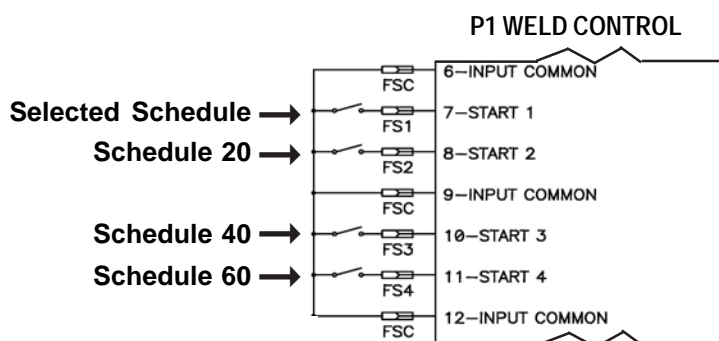 P1 WELD CONTROL
6-INPUT COMMON
FSC
Selected Schedule
7-START 1
FS1
Schedule 20
8-START 2
FS2
9-INPUT COMMON
FSC
Schedule 40
10-START 3
FS3
Schedule 60
11-START 4
FS4
12-INPUT COMMON
FSC